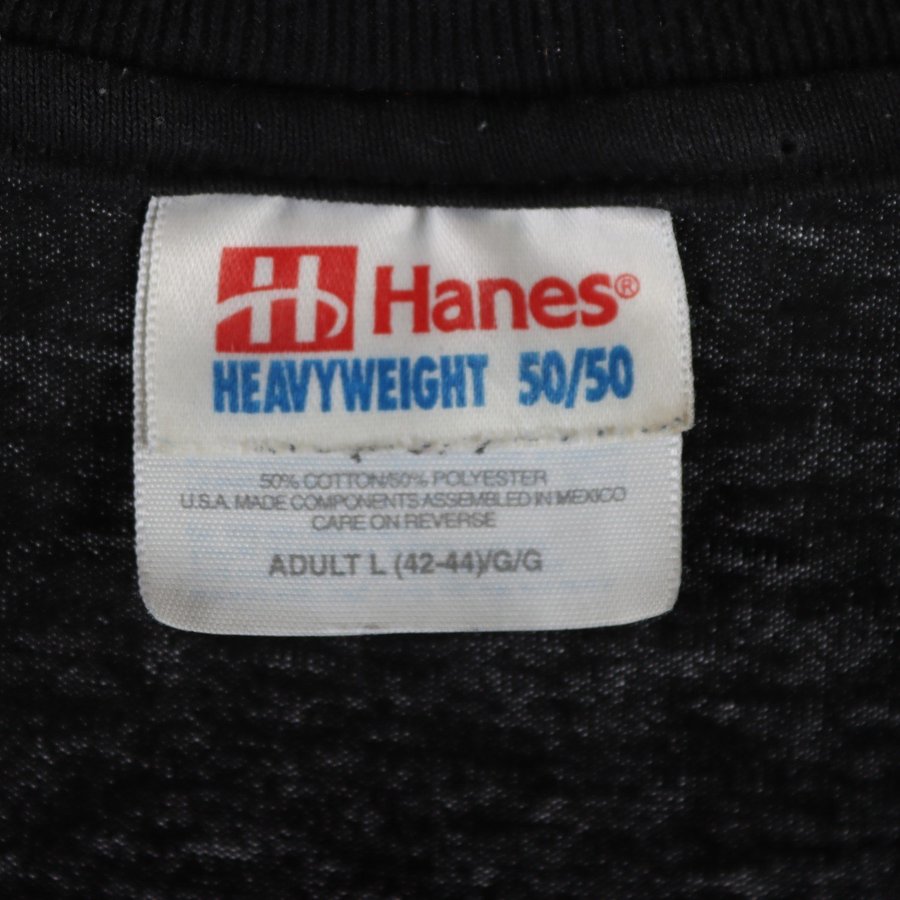 H Hanes®
HEAVYWEIGHT 50/50
50% COTTON/50% POLYESTER
U.S.A. MADE COMPONENTS ASSEMBLED IN MEXICO
CARE ON REVERSE
ADULT L (42-44)/G/G